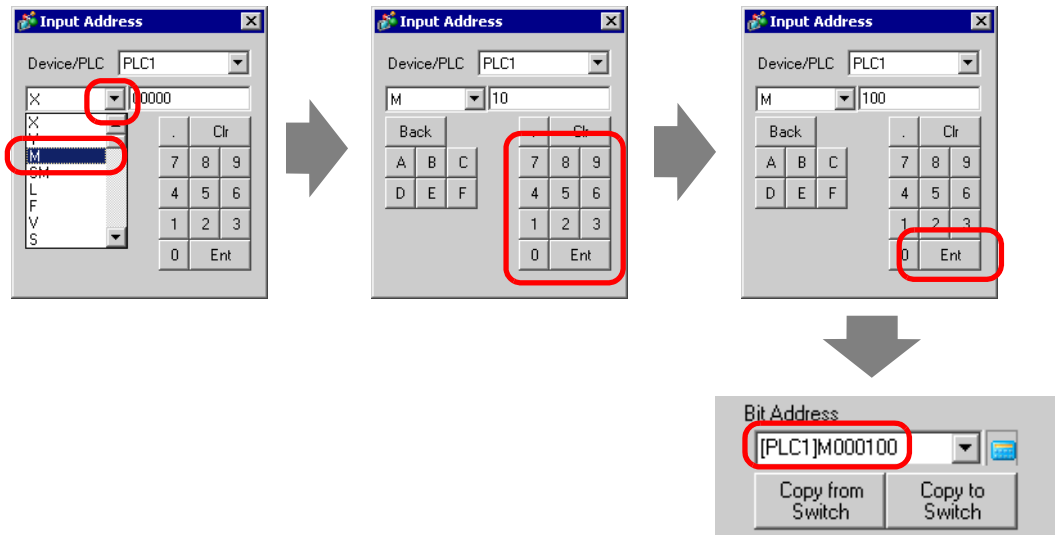 Input Address
Device/PLC PLC1
X 00000
X
Y
M
SM
L
F
V
S
. Clr
7 8 9
4 5 6
1 2 3
0 Ent
Input Address
Device/PLC PLC1
M 10
Back . Clr
A B C 7 8 9
D E F 4 5 6
1 2 3
0 Ent
Input Address
Device/PLC PLC1
M 100
Back . Clr
A B C 7 8 9
D E F 4 5 6
1 2 3
0 Ent
Bit Address
[PLC1]M000100
Copy from
Switch
Copy to
Switch